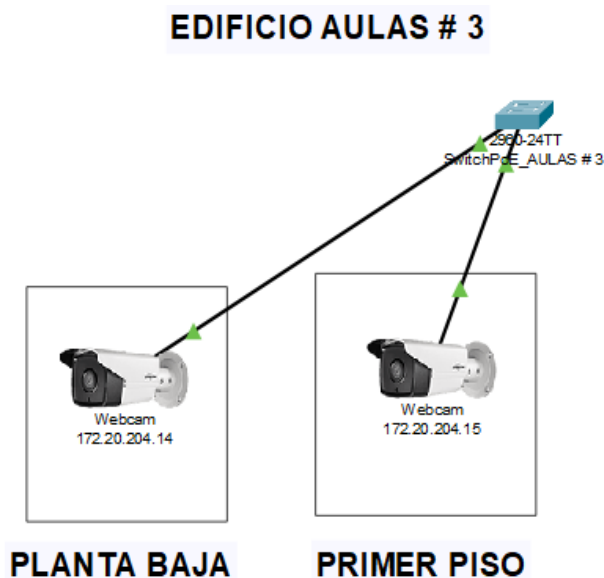 EDIFICIO AULAS # 3
2960-24TT
SwitchPoE_AULAS # 3
Webcam
172.20.204.14
Webcam
172.20.204.15
PLANTA BAJA
PRIMER PISO